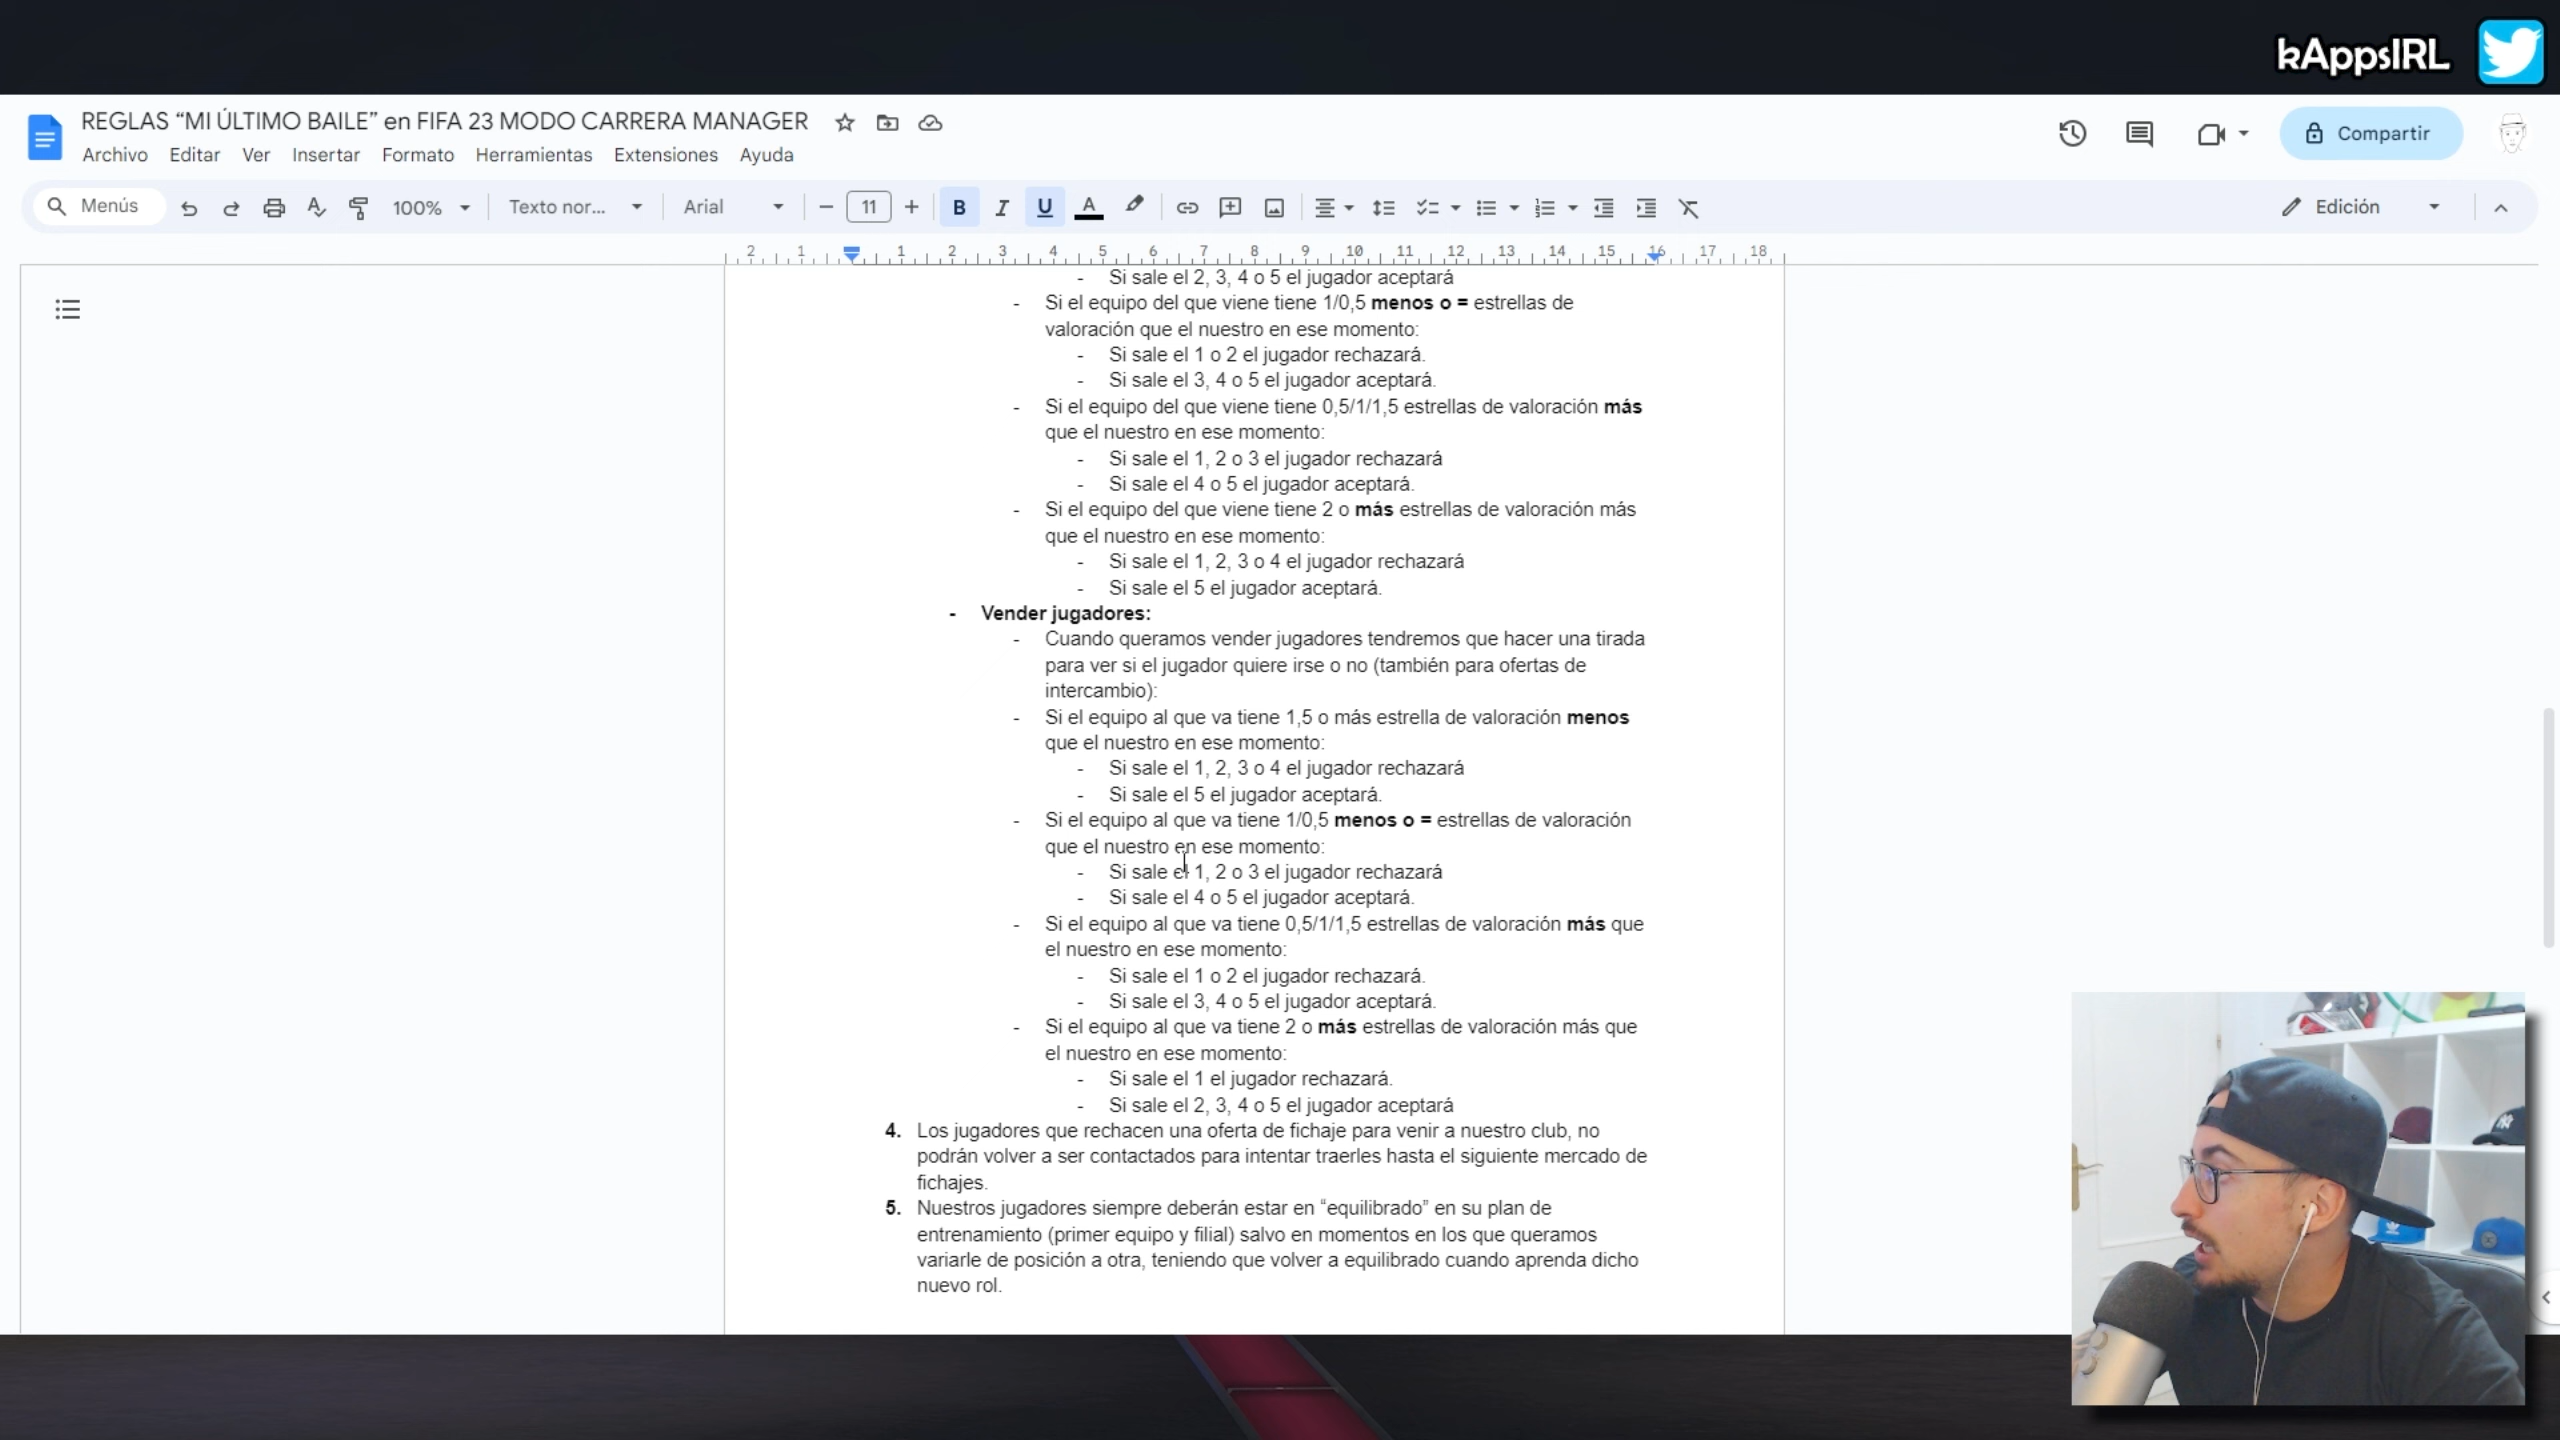 kAppsIRL
REGLAS “MI ÚLTIMO BAILE” en FIFA 23 MODO CARRERA MANAGER
Archivo Editar Ver Insertar Formato Herramientas Extensiones Ayuda
Compartir
Menús 100% Texto nor... Arial 11 B I U A Edición
2 1 1 2 3 4 5 6 7 8 9 10 11 12 13 14 15 16 17 18
- Si sale el 2, 3, 4 o 5 el jugador aceptará
- Si el equipo del que viene tiene 1/0,5 menos o = estrellas de
valoración que el nuestro en ese momento:
- Si sale el 1 o 2 el jugador rechazará.
- Si sale el 3, 4 o 5 el jugador aceptará.
- Si el equipo del que viene tiene 0,5/1/1,5 estrellas de valoración más
que el nuestro en ese momento:
- Si sale el 1, 2 o 3 el jugador rechazará
- Si sale el 4 o 5 el jugador aceptará.
- Si el equipo del que viene tiene 2 o más estrellas de valoración más
que el nuestro en ese momento:
- Si sale el 1, 2, 3 o 4 el jugador rechazará
- Si sale el 5 el jugador aceptará.
- Vender jugadores:
- Cuando queramos vender jugadores tendremos que hacer una tirada
para ver si el jugador quiere irse o no (también para ofertas de
intercambio):
- Si el equipo al que va tiene 1,5 o más estrella de valoración menos
que el nuestro en ese momento:
- Si sale el 1, 2, 3 o 4 el jugador rechazará
- Si sale el 5 el jugador aceptará.
- Si el equipo al que va tiene 1/0,5 menos o = estrellas de valoración
que el nuestro en ese momento:
- Si sale el 1, 2 o 3 el jugador rechazará
- Si sale el 4 o 5 el jugador aceptará.
- Si el equipo al que va tiene 0,5/1/1,5 estrellas de valoración más que
el nuestro en ese momento:
- Si sale el 1 o 2 el jugador rechazará.
- Si sale el 3, 4 o 5 el jugador aceptará.
- Si el equipo al que va tiene 2 o más estrellas de valoración más que
el nuestro en ese momento:
- Si sale el 1 el jugador rechazará.
- Si sale el 2, 3, 4 o 5 el jugador aceptará
4. Los jugadores que rechacen una oferta de fichaje para venir a nuestro club, no
podrán volver a ser contactados para intentar traerles hasta el siguiente mercado de
fichajes.
5. Nuestros jugadores siempre deberán estar en “equilibrado” en su plan de
entrenamiento (primer equipo y filial) salvo en momentos en los que queramos
variarle de posición a otra, teniendo que volver a equilibrado cuando aprenda dicho
nuevo rol.